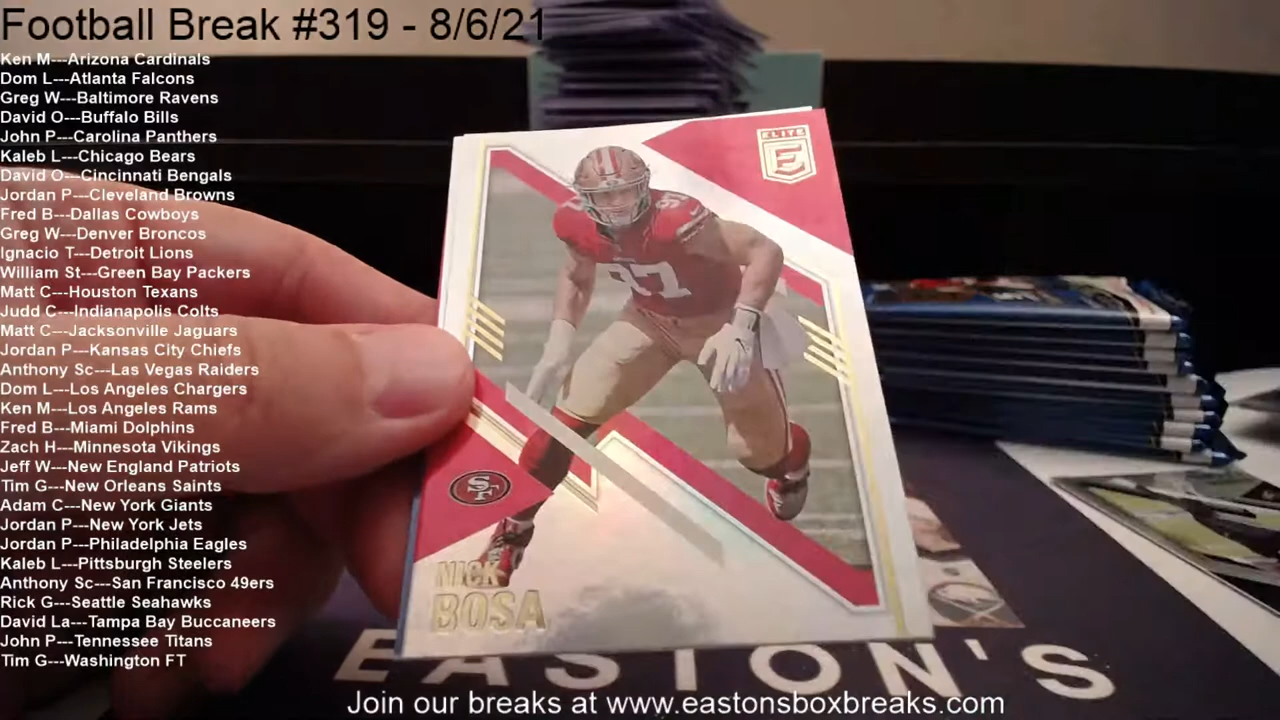 Football Break #319 - 8/6/21
Ken M---Arizona Cardinals
Dom L---Atlanta Falcons
Greg W---Baltimore Ravens
David O---Buffalo Bills
John P---Carolina Panthers
Kaleb L---Chicago Bears
David O---Cincinnati Bengals
Jordan P---Cleveland Browns
Fred B---Dallas Cowboys
Greg W---Denver Broncos
Ignacio T---Detroit Lions
William St---Green Bay Packers
Matt C---Houston Texans
Judd C---Indianapolis Colts
Matt C---Jacksonville Jaguars
Jordan P---Kansas City Chiefs
Anthony Sc---Las Vegas Raiders
Dom L---Los Angeles Chargers
Ken M---Los Angeles Rams
Fred B---Miami Dolphins
Zach H---Minnesota Vikings
Jeff W---New England Patriots
Tim G---New Orleans Saints
Adam C---New York Giants
Jordan P---New York Jets
Jordan P---Philadelphia Eagles
Kaleb L---Pittsburgh Steelers
Anthony Sc---San Francisco 49ers
Rick G---Seattle Seahawks
David La---Tampa Bay Buccaneers
John P---Tennessee Titans
Tim G---Washington FT
ELITE
E
97
97
SF
NICK
BOSA
EASTON'S
Join our breaks at www.eastonsboxbreaks.com